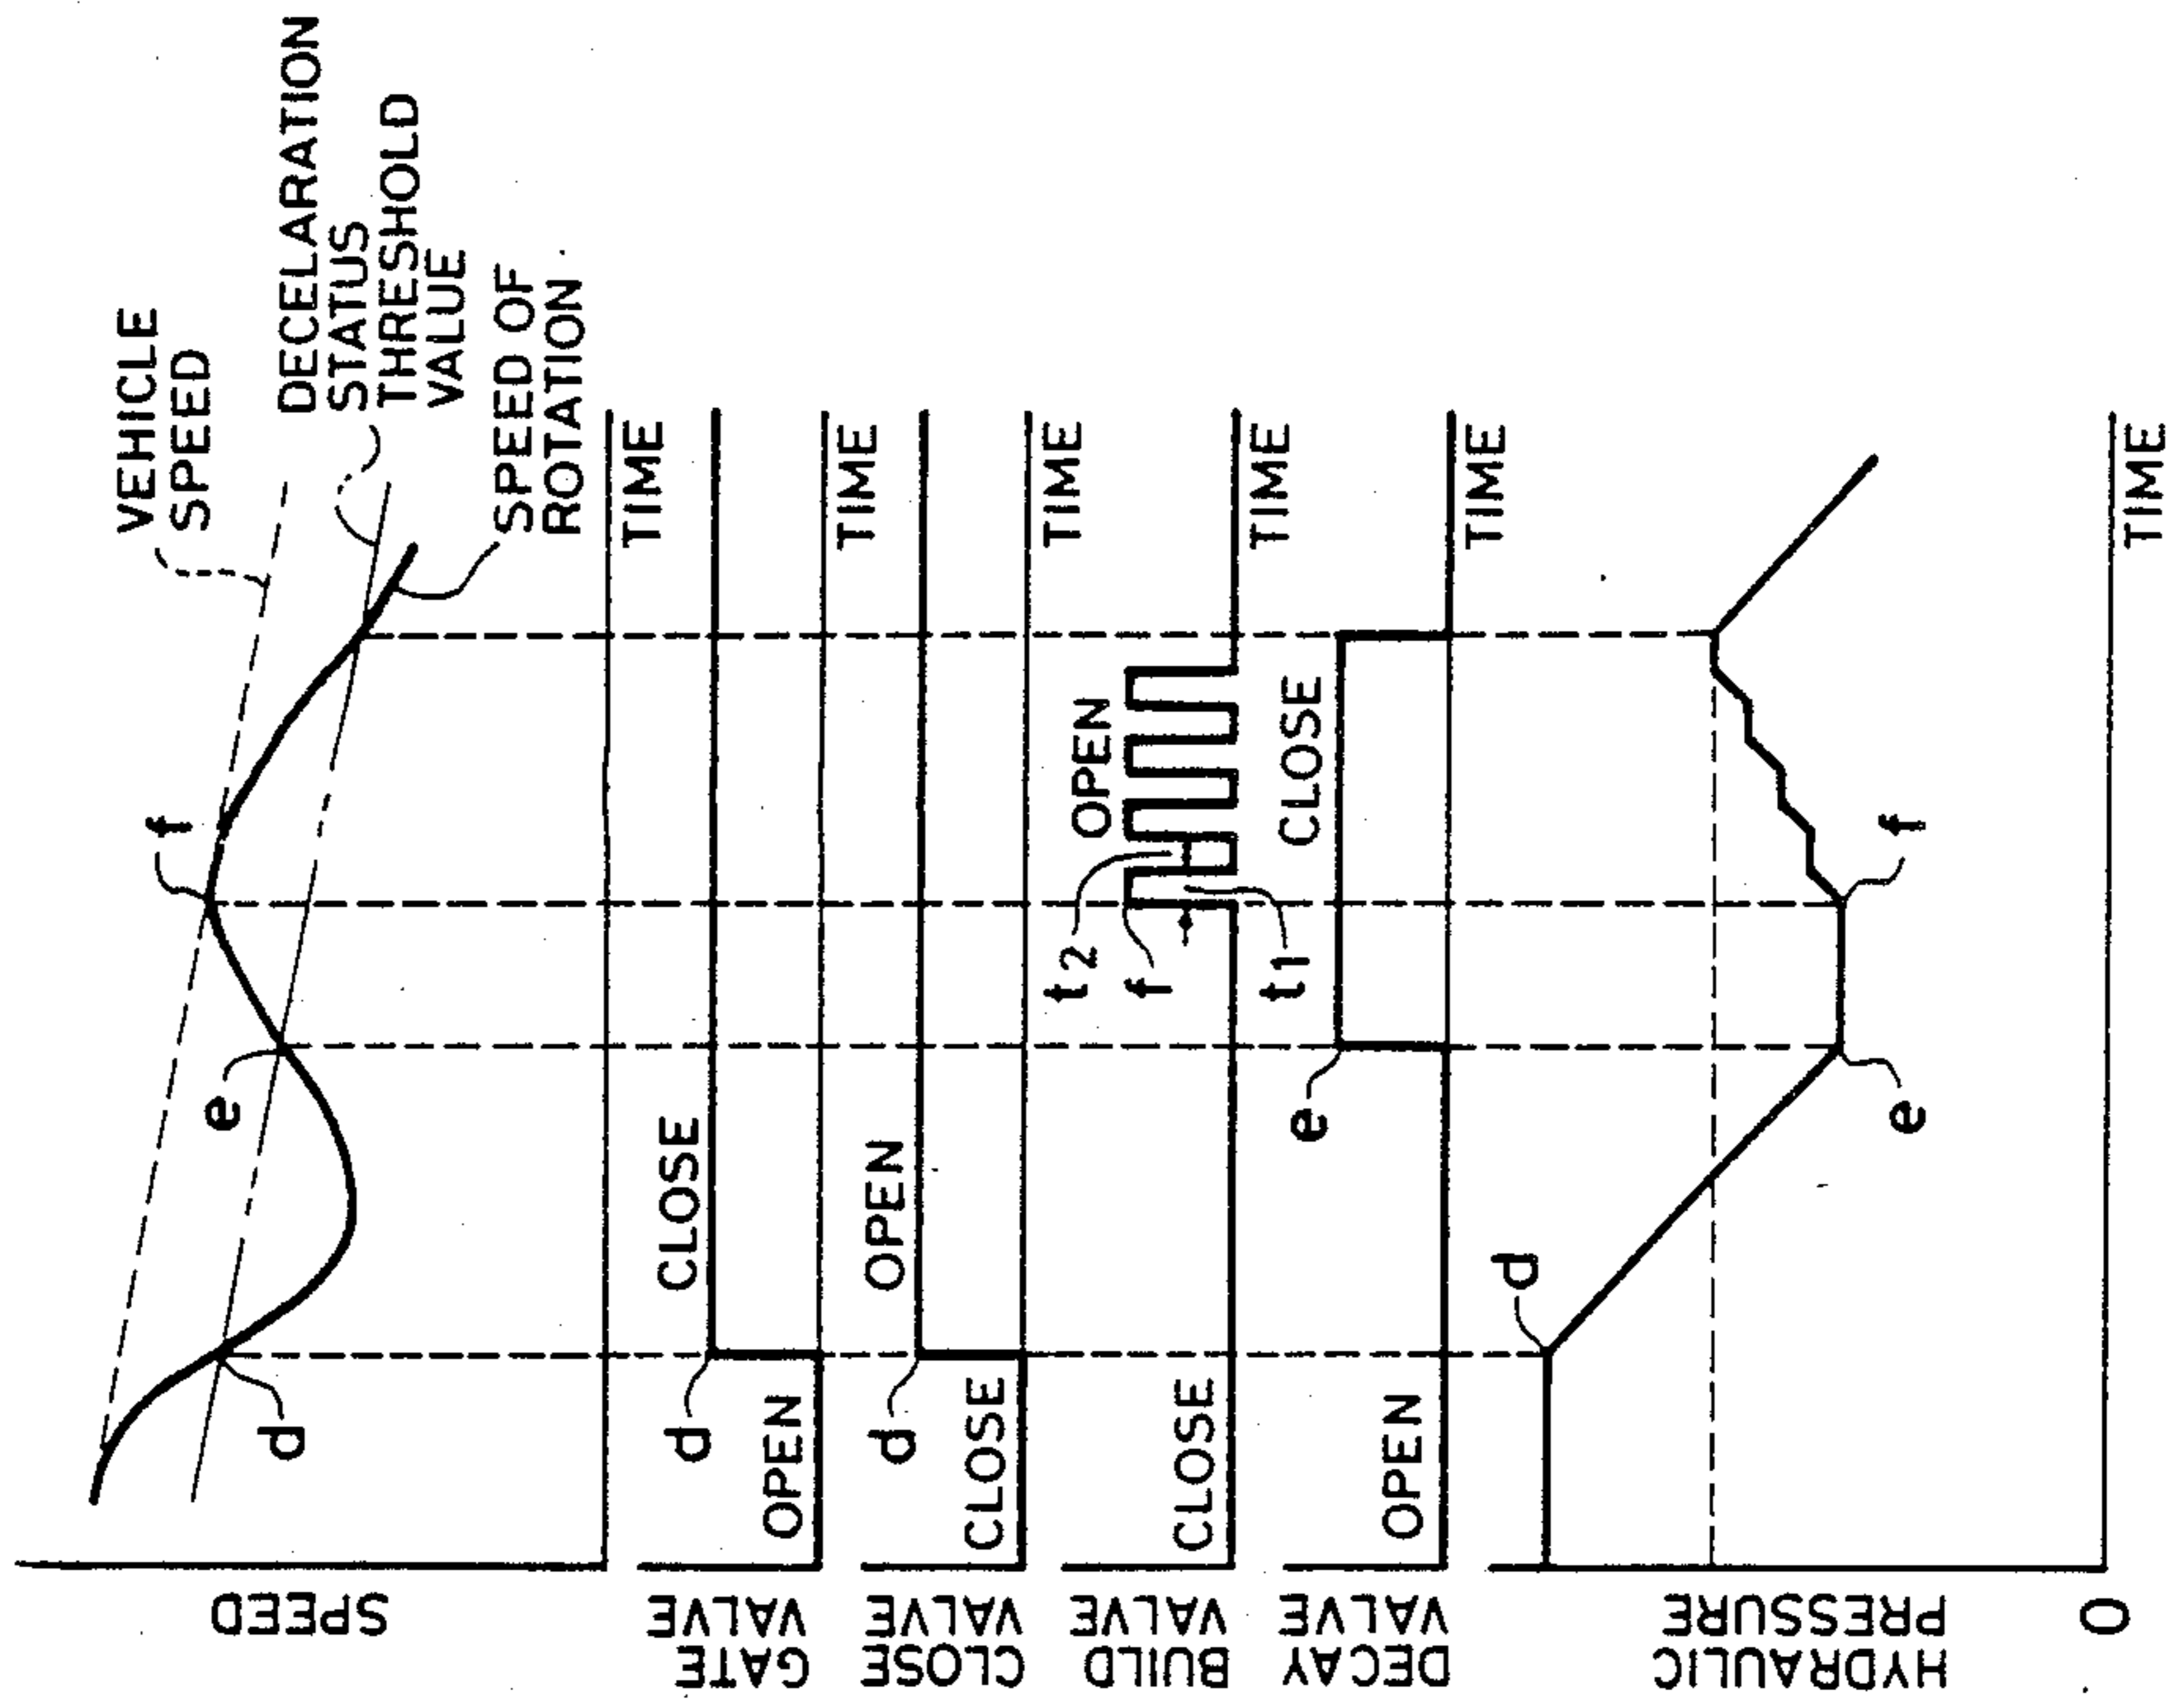 VEHICLE
SPEED
DECELARATION
STATUS
THRESHOLD
VALUE
SPEED OF
ROTATION
SPEED
d
e
f
TIME
GATE
VALVE
OPEN
d
CLOSE
TIME
CLOSE
VALVE
CLOSE
d
OPEN
TIME
BUILD
VALVE
CLOSE
t2
f
t1
OPEN
TIME
DECAY
VALVE
OPEN
e
CLOSE
TIME
HYDRAULIC
PRESSURE
d
e
f
0
TIME